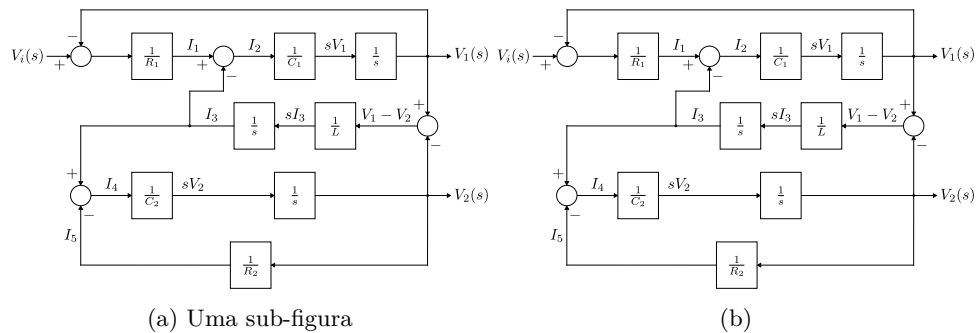 − −
V_i(s) + 1/R_1 I_1 + − I_2 1/C_1 sV_1 1/s V_1(s) V_i(s) + 1/R_1 I_1 + − I_2 1/C_1 sV_1 1/s V_1(s)
I_3 1/s sI_3 1/L V_1 − V_2 + − I_3 1/s sI_3 1/L V_1 − V_2 + −
+ I_4 1/C_2 sV_2 1/s V_2(s) + I_4 1/C_2 sV_2 1/s V_2(s)
− −
I_5 1/R_2 I_5 1/R_2
(a) Uma sub-figura (b)